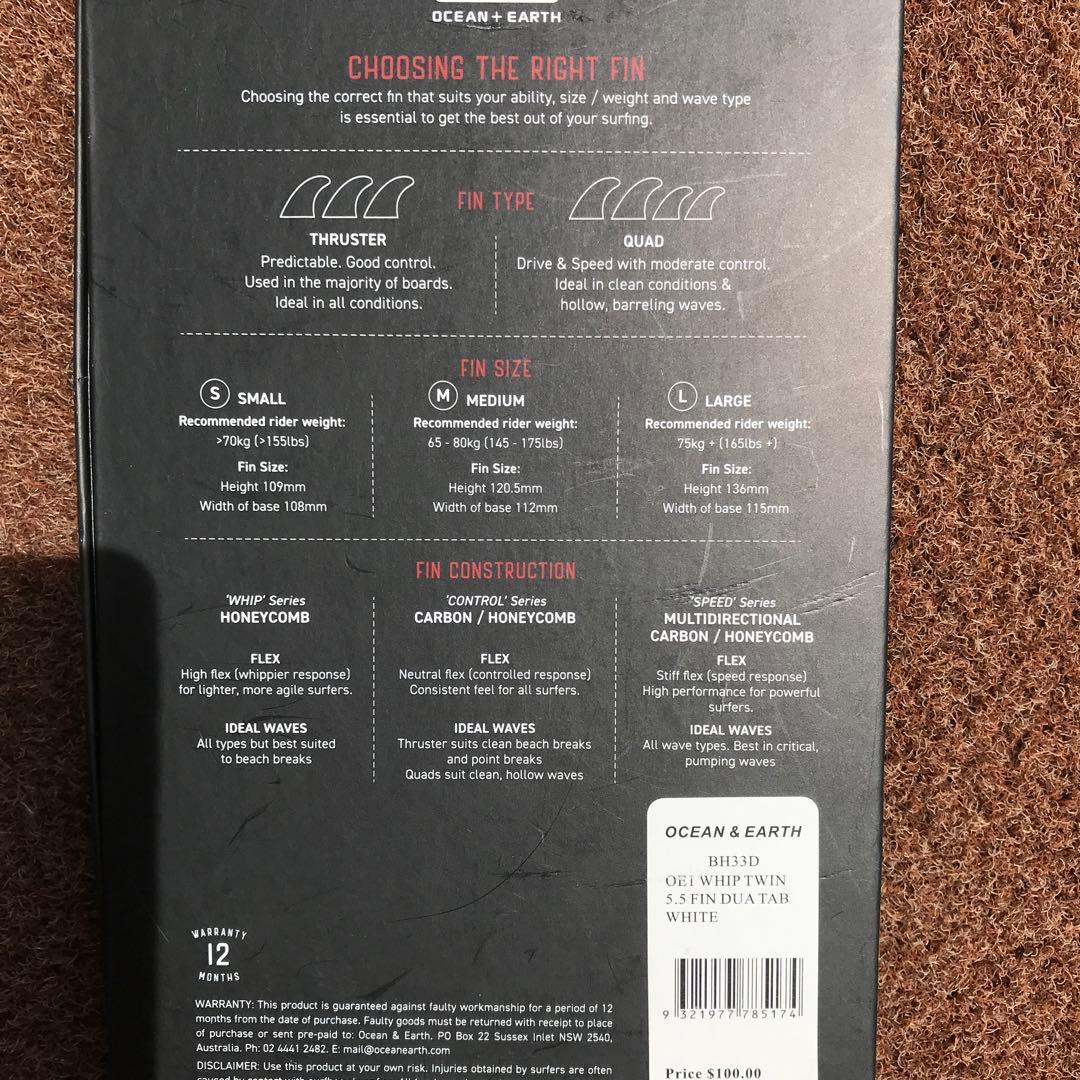 OCEAN + EARTH
CHOOSING THE RIGHT FIN
Choosing the correct fin that suits your ability, size / weight and wave type
is essential to get the best out of your surfing.
FIN TYPE
THRUSTER
Predictable. Good control.
Used in the majority of boards.
Ideal in all conditions.
QUAD
Drive & Speed with moderate control.
Ideal in clean conditions &
hollow, barreling waves.
FIN SIZE
S SMALL
Recommended rider weight:
>70kg (>155lbs)
Fin Size:
Height 109mm
Width of base 108mm
M MEDIUM
Recommended rider weight:
65 - 80kg (145 - 175lbs)
Fin Size:
Height 120.5mm
Width of base 112mm
L LARGE
Recommended rider weight:
75kg + (165lbs +)
Fin Size:
Height 136mm
Width of base 115mm
FIN CONSTRUCTION
'WHIP' Series
HONEYCOMB
FLEX
High flex (whippier response)
for lighter, more agile surfers.
IDEAL WAVES
All types but best suited
to beach breaks
'CONTROL' Series
CARBON / HONEYCOMB
FLEX
Neutral flex (controlled response)
Consistent feel for all surfers.
IDEAL WAVES
Thruster suits clean beach breaks
and point breaks
Quads suit clean, hollow waves
'SPEED' Series
MULTIDIRECTIONAL
CARBON / HONEYCOMB
FLEX
Stiff flex (speed response)
High performance for powerful
surfers.
IDEAL WAVES
All wave types. Best in critical,
pumping waves
OCEAN & EARTH
BH33D
OE1 WHIP TWIN
5.5 FIN DUA TAB
WHITE
9 321977 785174
Price $100.00
WARRANTY
12
MONTHS
WARRANTY: This product is guaranteed against faulty workmanship for a period of 12
months from the date of purchase. Faulty goods must be returned with receipt to place
of purchase or sent pre-paid to: Ocean & Earth. PO Box 22 Sussex Inlet NSW 2540,
Australia. Ph: 02 4441 2482. E: mail@oceanearth.com
DISCLAIMER: Use this product at your own risk. Injuries obtained by surfers are often